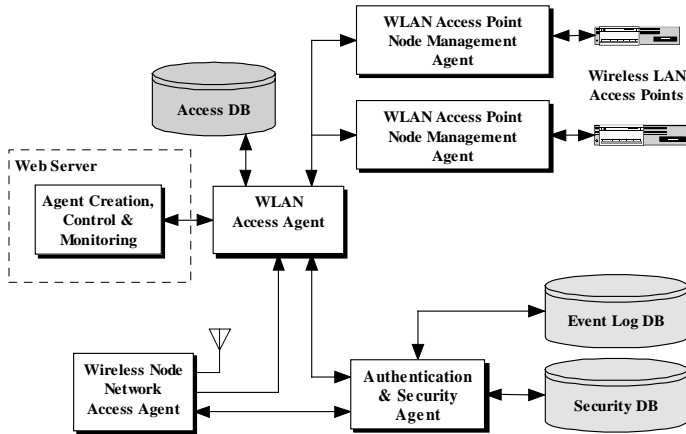 WLAN Access Point
Node Management
Agent
Wireless LAN
Access Points
Access DB
WLAN Access Point
Node Management
Agent
Web Server
Agent Creation,
Control &
Monitoring
WLAN
Access Agent
Event Log DB
Wireless Node
Network
Access Agent
Authentication
& Security
Agent
Security DB